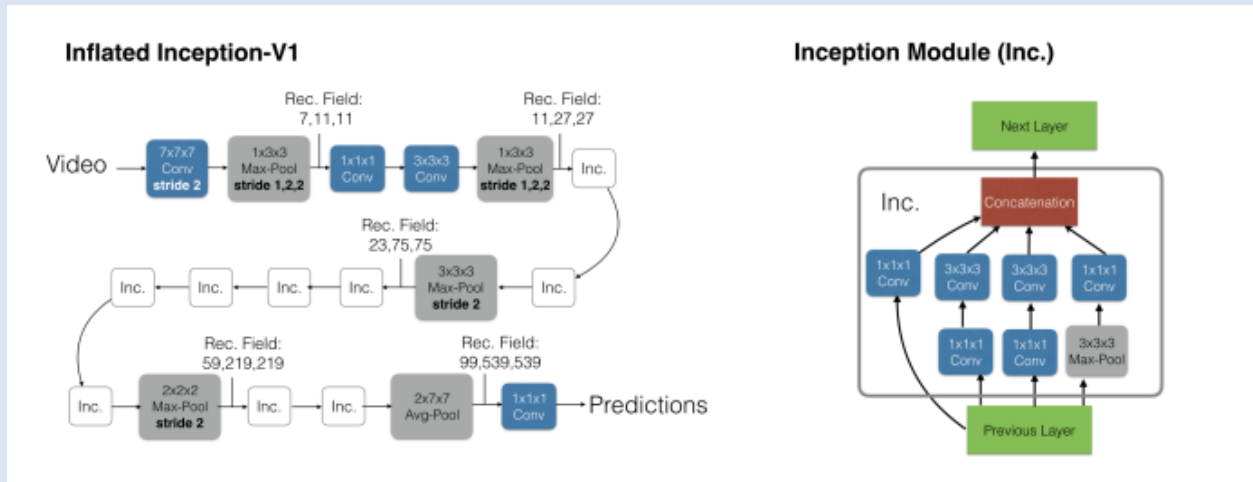 Inflated Inception-V1
Rec. Field:
7,11,11
Rec. Field:
11,27,27
Video
7x7x7
Conv
stride 2
1x3x3
Max-Pool
stride 1,2,2
1x1x1
Conv
3x3x3
Conv
1x3x3
Max-Pool
stride 1,2,2
Inc.
Rec. Field:
23,75,75
Inc.
3x3x3
Max-Pool
stride 2
Inc.
Inc.
Inc.
Inc.
Rec. Field:
59,219,219
Rec. Field:
99,539,539
Inc.
2x2x2
Max-Pool
stride 2
Inc.
Inc.
2x7x7
Avg-Pool
1x1x1
Conv
Predictions
Inception Module (Inc.)
Next Layer
Inc.
Concatenation
1x1x1
Conv
3x3x3
Conv
3x3x3
Conv
1x1x1
Conv
1x1x1
Conv
1x1x1
Conv
3x3x3
Max-Pool
Previous Layer